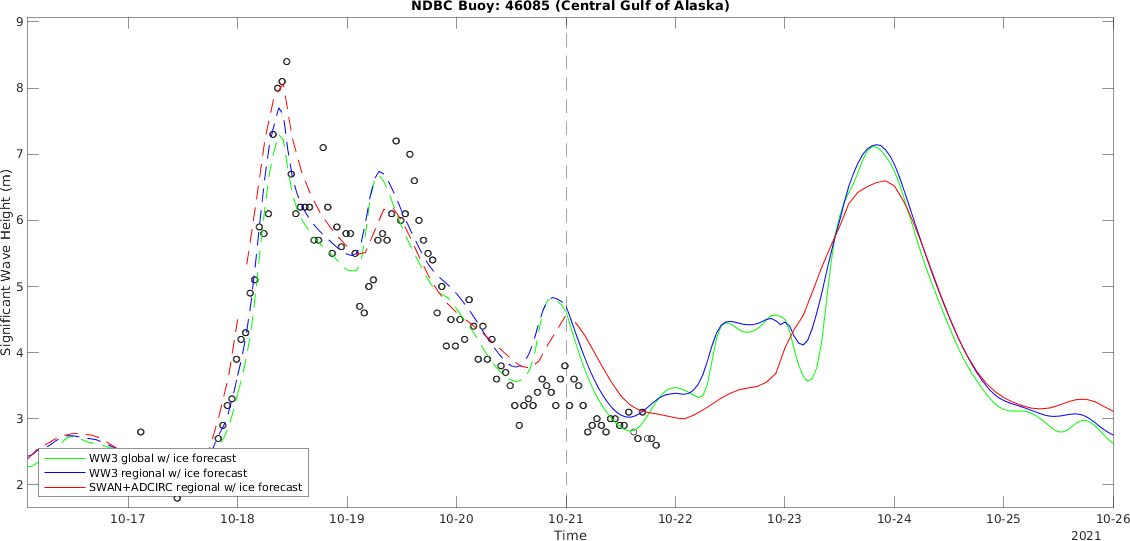 NDBC Buoy: 46085 (Central Gulf of Alaska)
9
8
7
6
5
4
3
2
Significant Wave Height (m)
WW3 global w/ ice forecast
WW3 regional w/ ice forecast
SWAN+ADCIRC regional w/ ice forecast
10-17 10-18 10-19 10-20 10-21 10-22 10-23 10-24 10-25 10-26
Time
2021